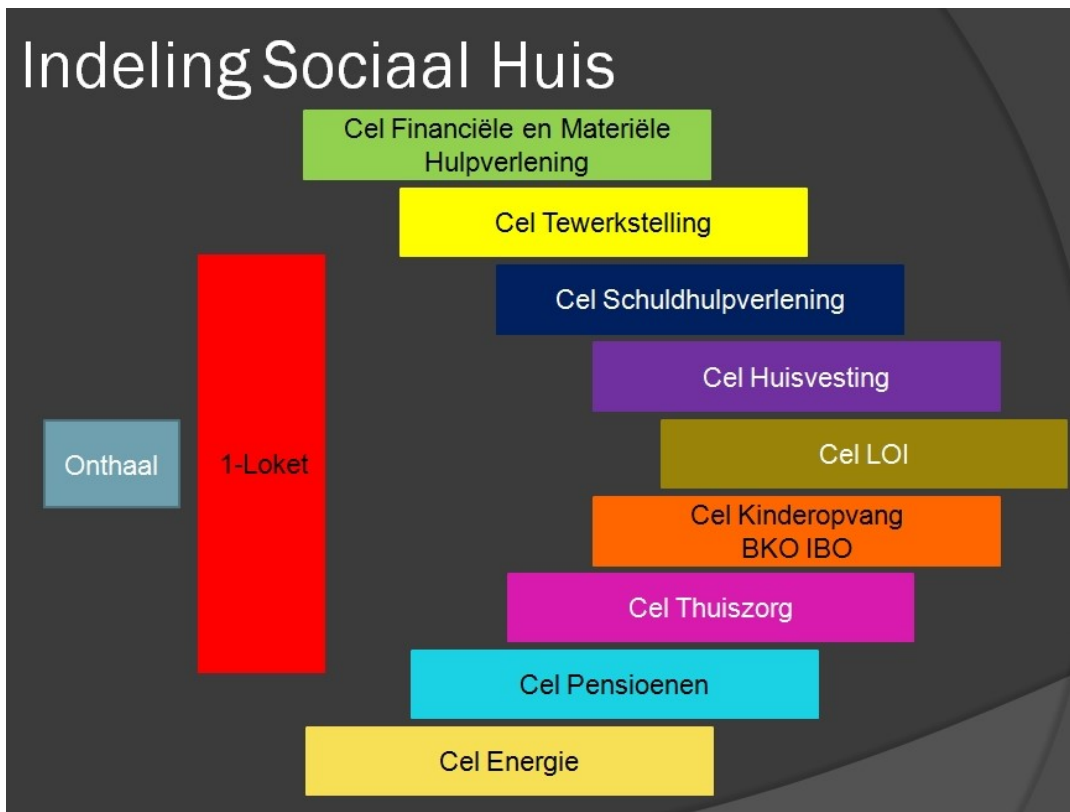 Indeling Sociaal Huis
Cel Financiële en Materiële
Hulpverlening
Cel Tewerkstelling
Cel Schuldhulpverlening
Cel Huisvesting
Onthaal
1-Loket
Cel LOI
Cel Kinderopvang
BKO IBO
Cel Thuiszorg
Cel Pensioenen
Cel Energie